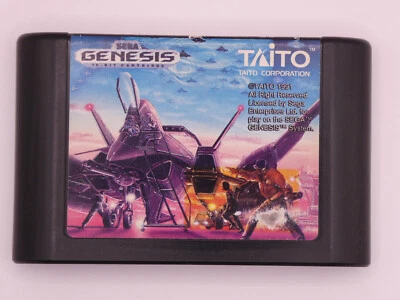 SEGA
GENESIS
16-BIT CARTRIDGE
TAITO™
TAITO CORPORATION
©TAITO 1991
All Right Reserved.
Licensed by Sega
Enterprises Ltd. for
play on the SEGA™
GENESIS™ System.